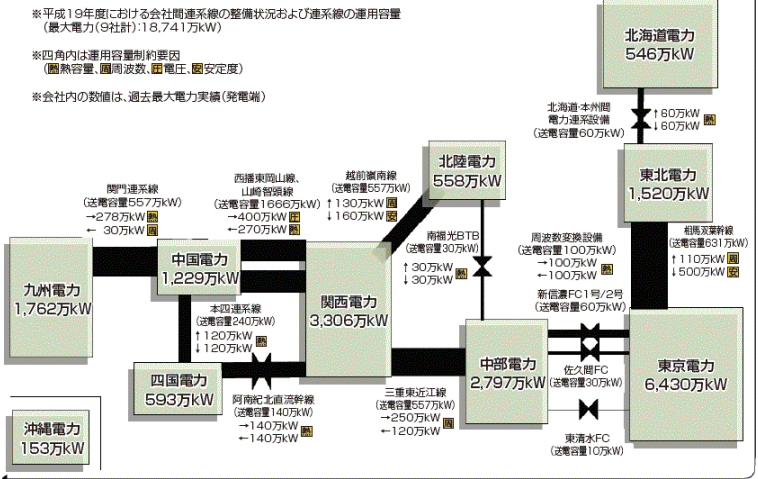 ※平成19年度における会社間連系線の整備状況および連系線の運用容量
（最大電力(9社計):18,741万kW）
※四角内は運用容量制約要因
（熱熱容量、周周波数、圧電圧、安安定度）
※会社内の数値は、過去最大電力実績（発電端）
北海道電力
546万kW
北海道・本州間
電力連系設備
（送電容量60万kW）
↑60万kW 熱
↓60万kW
東北電力
1,520万kW
相馬双葉幹線
（送電容量631万kW）
↑110万kW 周
↓500万kW 安
北陸電力
558万kW
越前嶺南線
（送電容量557万kW）
↑130万kW 周
↓160万kW 安
西播東岡山線、
山崎智頭線
（送電容量1666万kW）
→400万kW 圧
←270万kW 熱
関門連系線
（送電容量557万kW）
→278万kW 熱
← 30万kW 周
九州電力
1,762万kW
中国電力
1,229万kW
関西電力
3,306万kW
南福光BTB
（送電容量30万kW）
↑30万kW 熱
↓30万kW
周波数変換設備
（送電容量100万kW）
→100万kW 熱
←100万kW
新信濃FC1号/2号
（送電容量60万kW）
本四連系線
（送電容量240万kW）
↑120万kW 熱
↓120万kW
四国電力
593万kW
阿南紀北直流幹線
（送電容量140万kW）
→140万kW 熱
←140万kW
三重東近江線
（送電容量557万kW）
→250万kW 周
←120万kW
中部電力
2,797万kW
佐久間FC
（送電容量30万kW）
東京電力
6,430万kW
東清水FC
（送電容量10万kW）
沖縄電力
153万kW